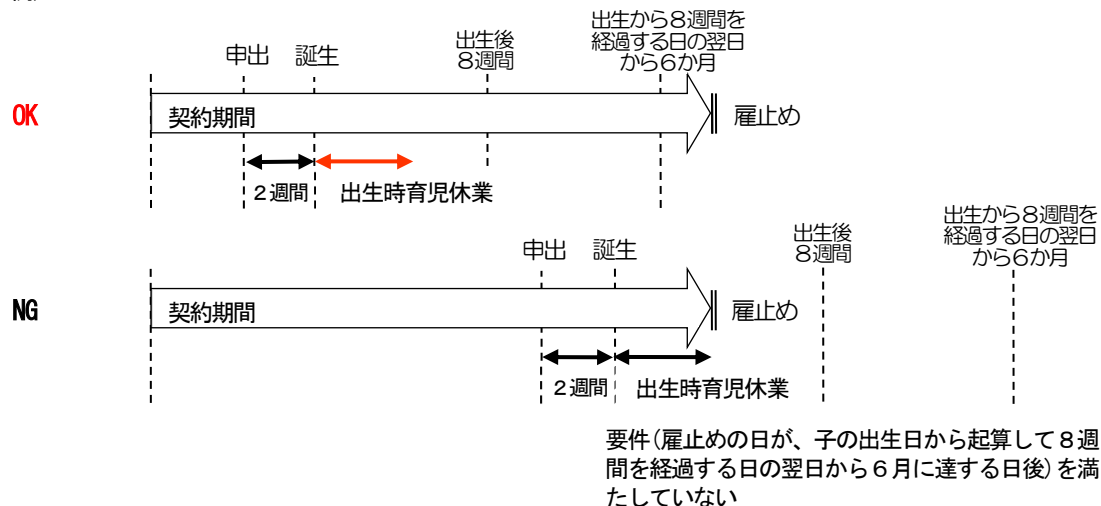 出生から８週間を
経過する日の翌日
から６か月
出生後
８週間
申出
誕生
OK
契約期間
雇止め
２週間
出生時育児休業
出生から８週間を
経過する日の翌日
から６か月
出生後
８週間
申出
誕生
NG
契約期間
雇止め
２週間
出生時育児休業
要件（雇止めの日が、子の出生日から起算して８週
間を経過する日の翌日から６月に達する日後）を満
たしていない